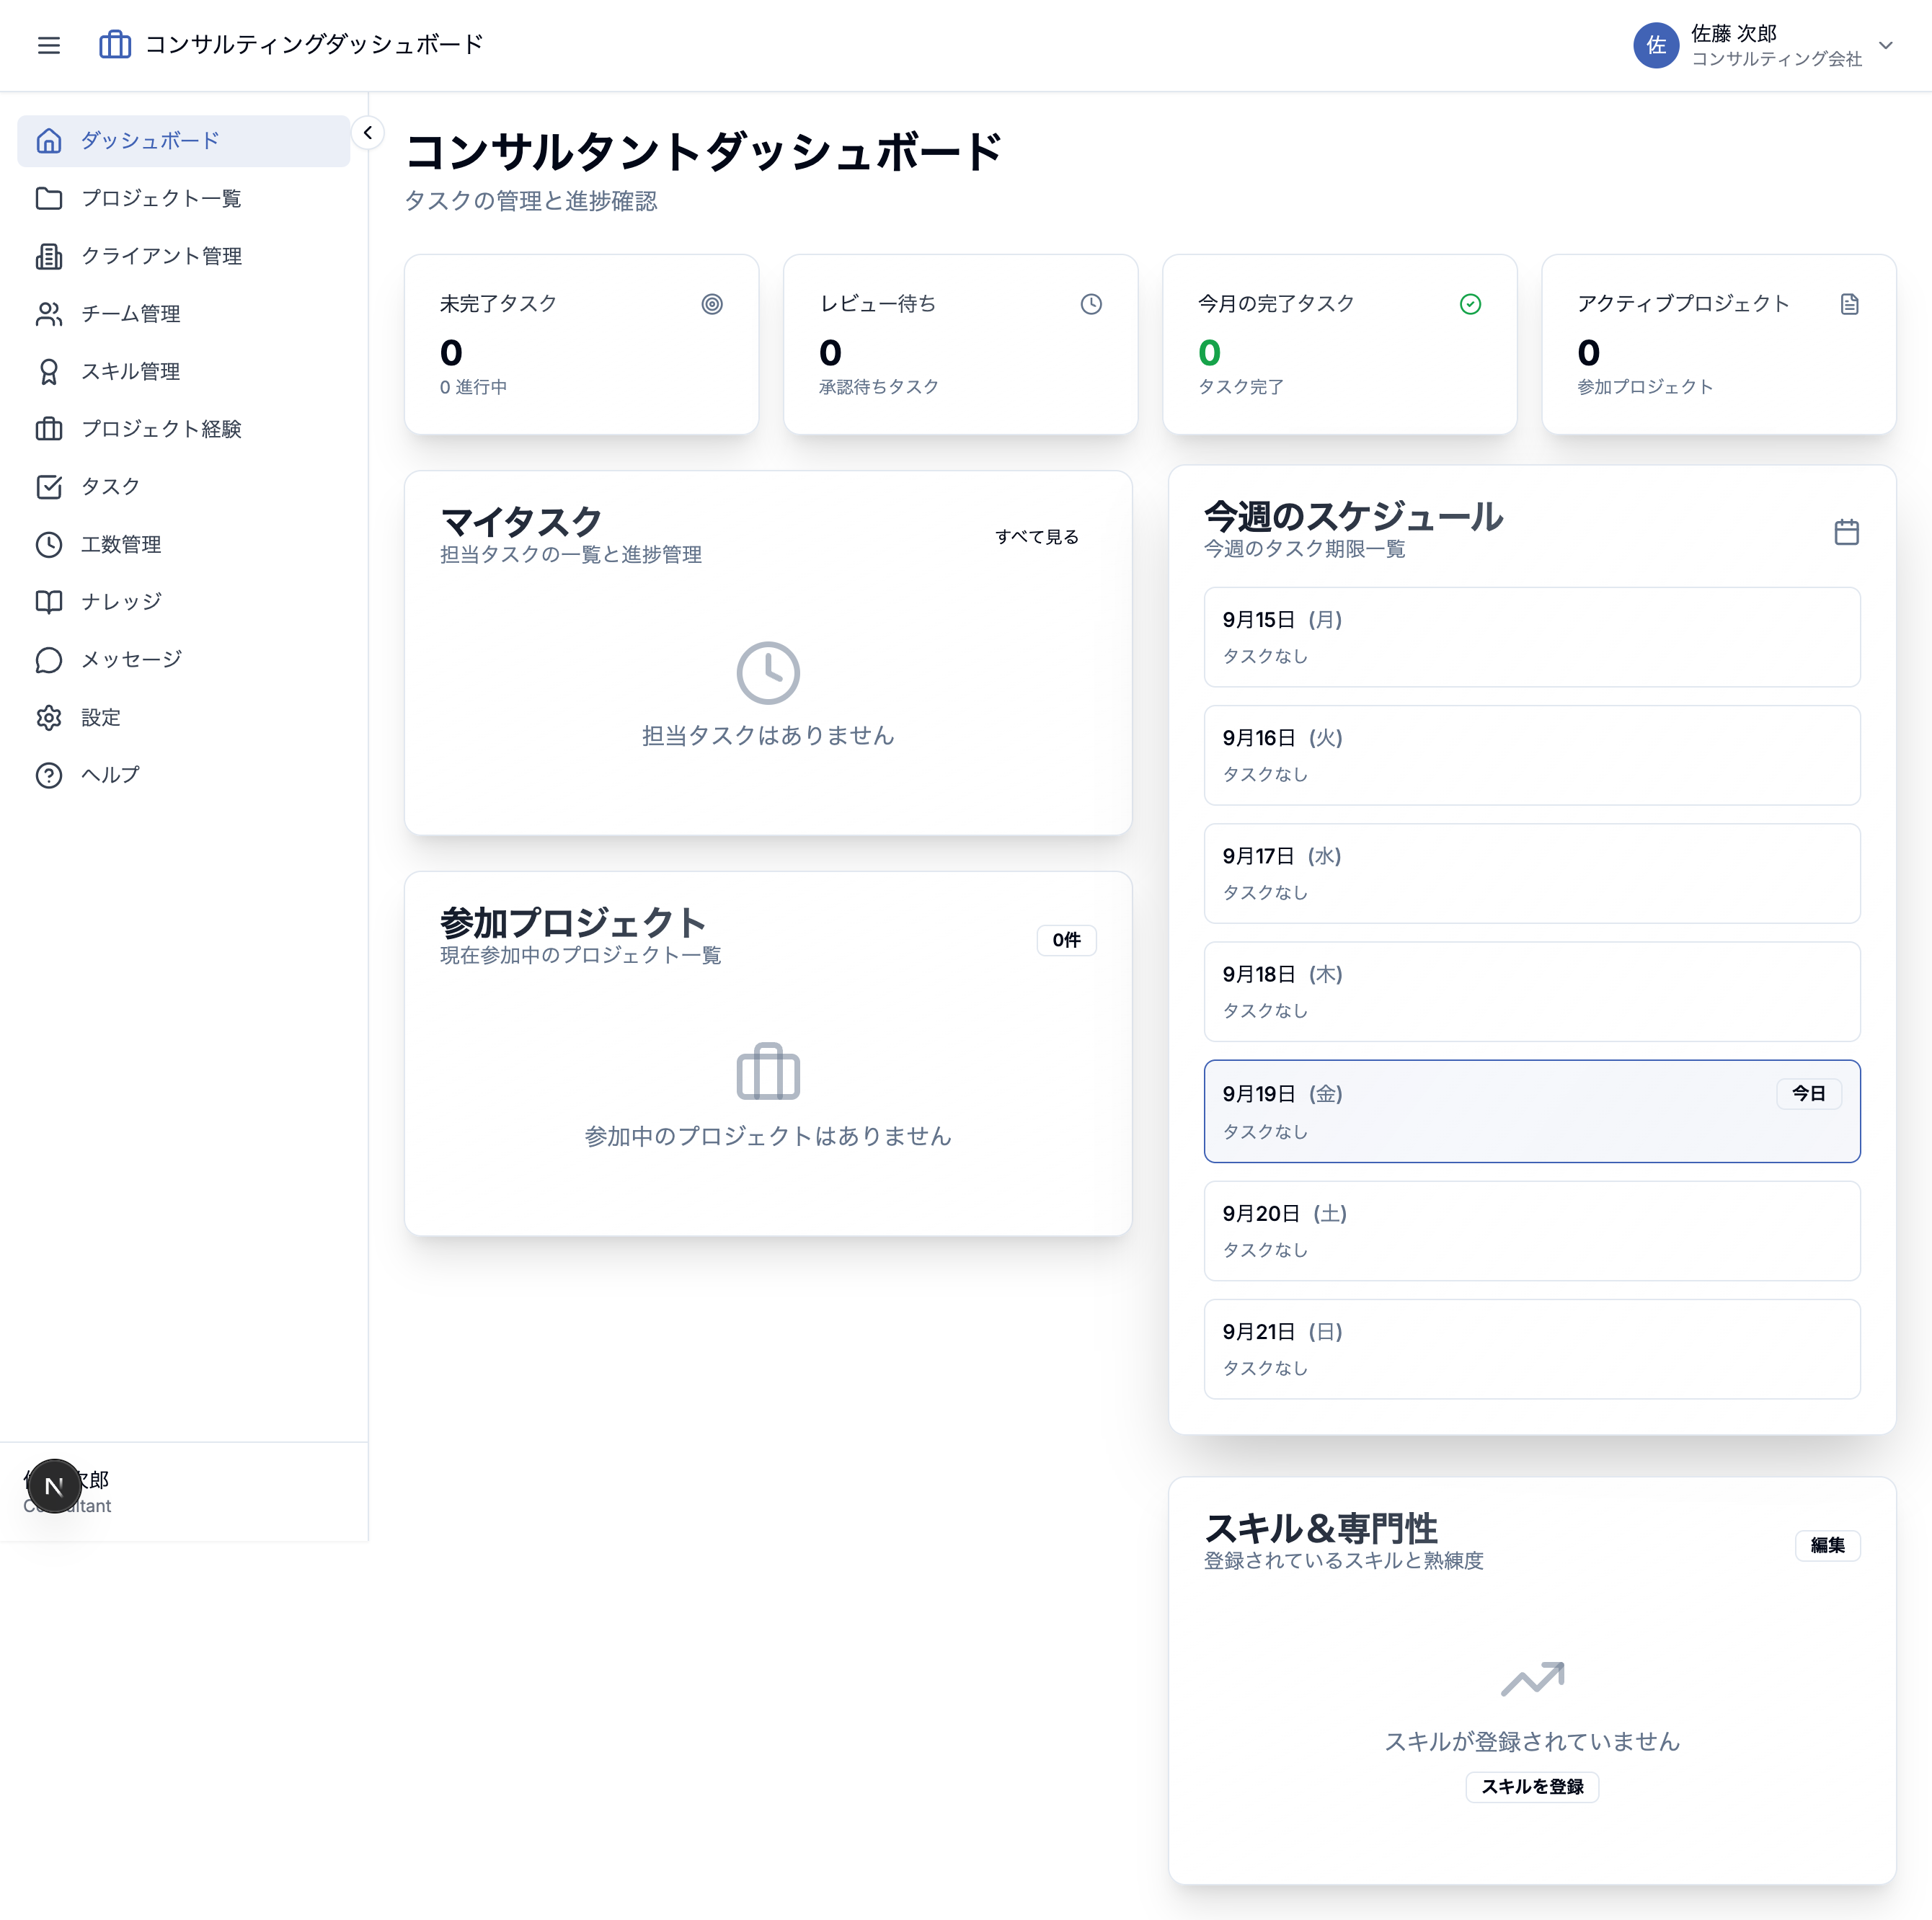 コンサルティングダッシュボード
佐
佐藤 次郎
コンサルティング会社
ダッシュボード
プロジェクト一覧
クライアント管理
チーム管理
スキル管理
プロジェクト経験
タスク
工数管理
ナレッジ
メッセージ
設定
ヘルプ
次郎
N
コンサルタントダッシュボード
タスクの管理と進捗確認
未完了タスク
0
0 進行中
レビュー待ち
0
承認待ちタスク
今月の完了タスク
0
タスク完了
アクティブプロジェクト
0
参加プロジェクト
マイタスク
担当タスクの一覧と進捗管理
すべて見る
担当タスクはありません
参加プロジェクト
現在参加中のプロジェクト一覧
0件
参加中のプロジェクトはありません
今週のスケジュール
今週のタスク期限一覧
9月15日 (月)
タスクなし
9月16日 (火)
タスクなし
9月17日 (水)
タスクなし
9月18日 (木)
タスクなし
9月19日 (金)
今日
タスクなし
9月20日 (土)
タスクなし
9月21日 (日)
タスクなし
スキル＆専門性
登録されているスキルと熟練度
編集
スキルが登録されていません
スキルを登録